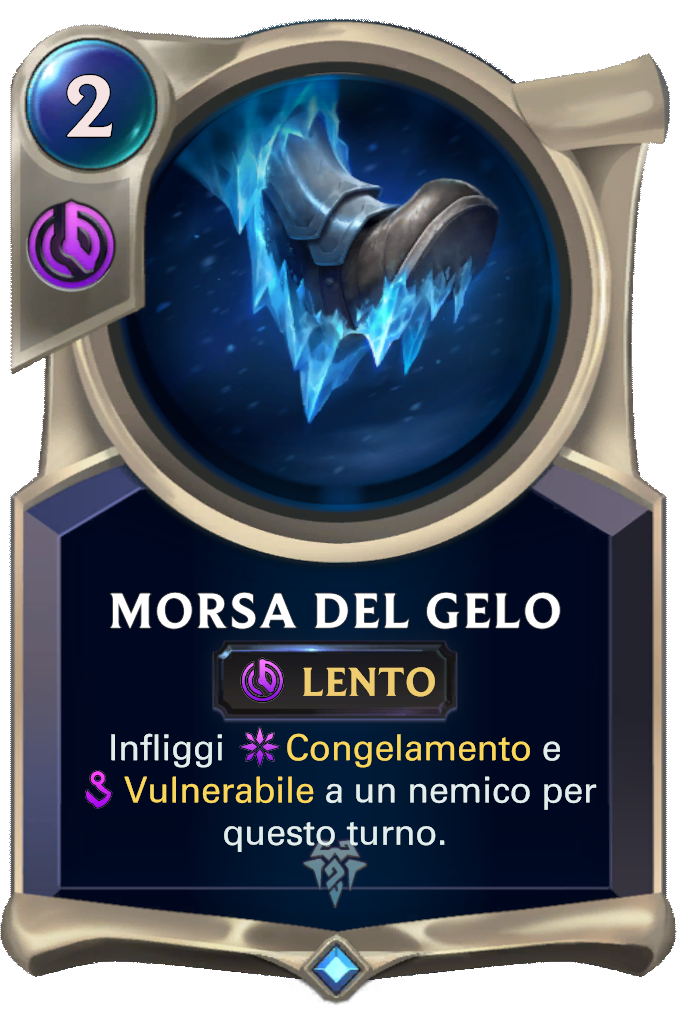 2
MORSA DEL GELO
LENTO
Infliggi Congelamento e
Vulnerabile a un nemico per
questo turno.